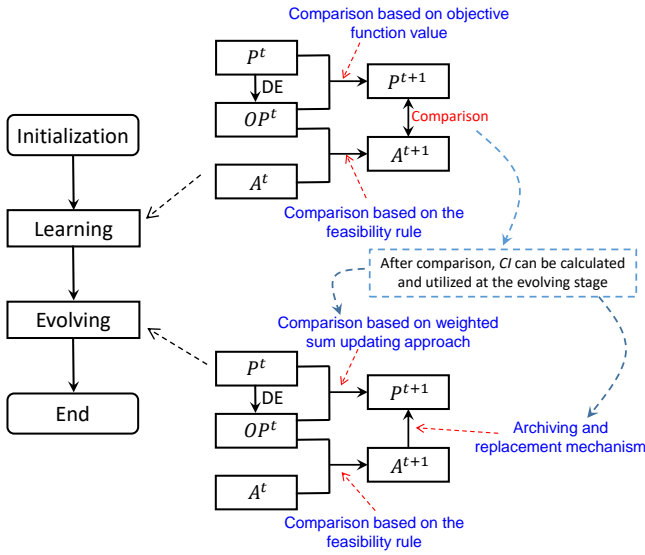 Comparison based on objective
function value
P^t
DE
P^{t+1}
OP^t
Comparison
Initialization
A^{t+1}
A^t
Learning
Comparison based on the
feasibility rule
After comparison, CI can be calculated
and utilized at the evolving stage
Evolving
Comparison based on weighted
sum updating approach
P^t
DE
P^{t+1}
End
OP^t
Archiving and
replacement mechanism
A^{t+1}
A^t
Comparison based on the
feasibility rule